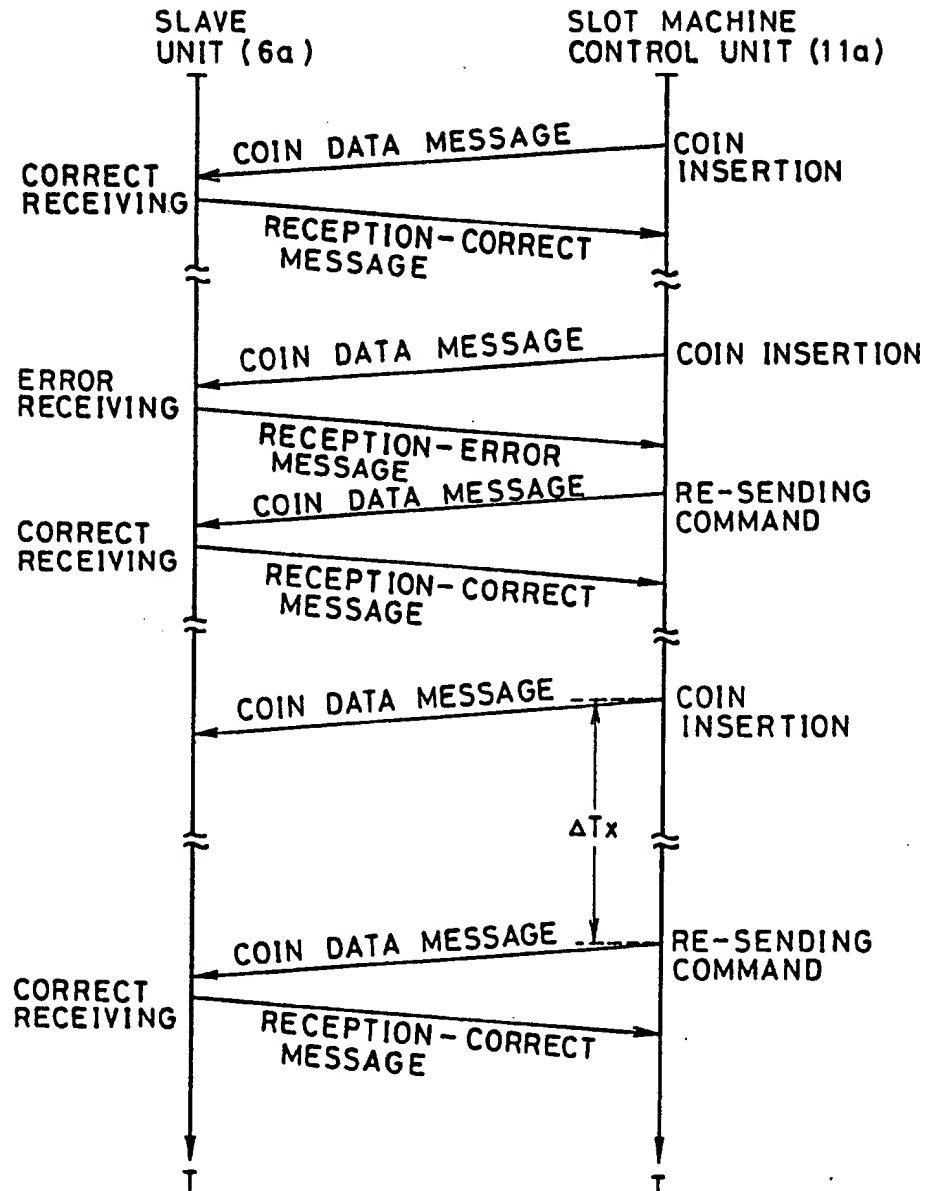 SLAVE
UNIT (6a)
SLOT MACHINE
CONTROL UNIT (11a)
T
T
COIN DATA MESSAGE
COIN
INSERTION
CORRECT
RECEIVING
RECEPTION-CORRECT
MESSAGE
COIN DATA MESSAGE
COIN INSERTION
ERROR
RECEIVING
RECEPTION-ERROR
MESSAGE
COIN DATA MESSAGE
RE-SENDING
COMMAND
CORRECT
RECEIVING
RECEPTION-CORRECT
MESSAGE
COIN DATA MESSAGE
COIN
INSERTION
ΔTx
COIN DATA MESSAGE
RE-SENDING
COMMAND
CORRECT
RECEIVING
RECEPTION-CORRECT
MESSAGE
T
T